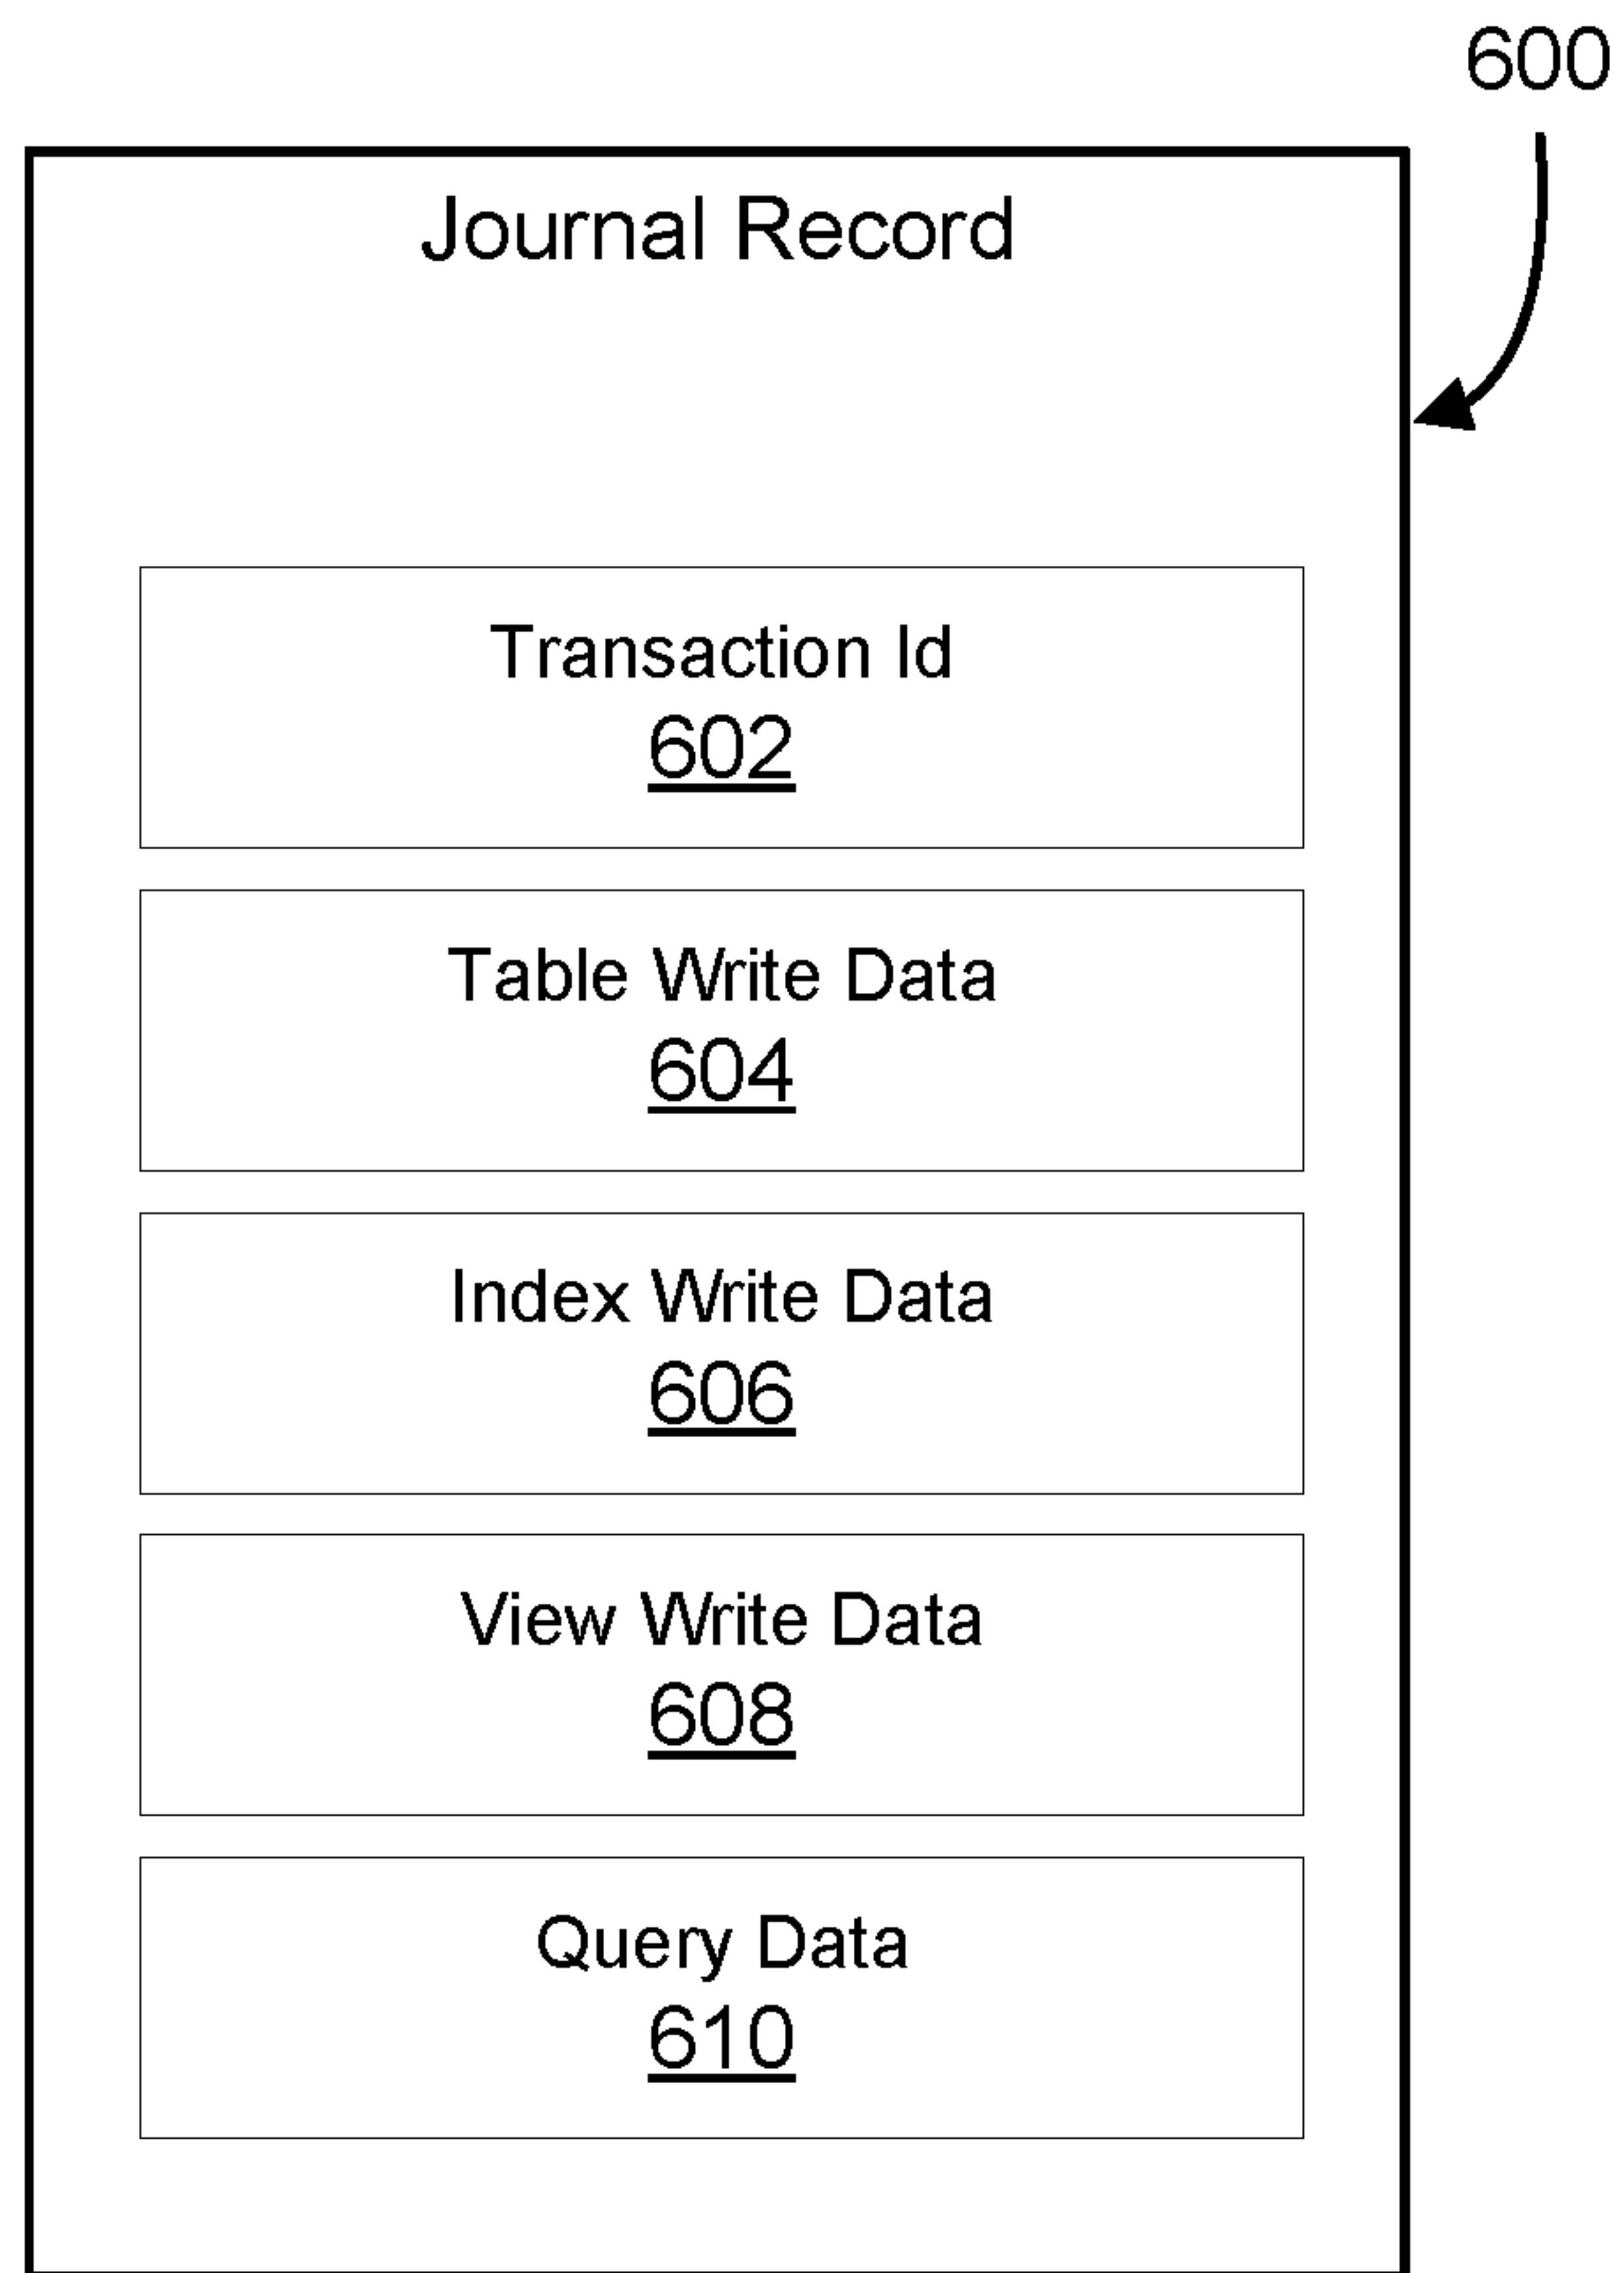 600
Journal Record
Transaction Id
602
Table Write Data
604
Index Write Data
606
View Write Data
608
Query Data
610